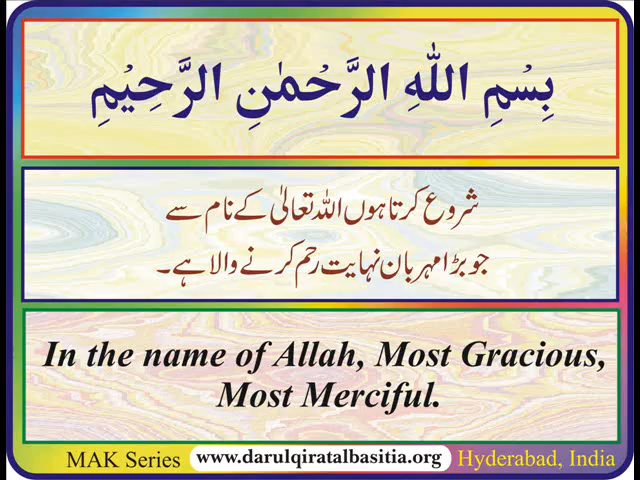 بِسْمِ اللهِ الرَّحْمٰنِ الرَّحِيْمِ
شروع کرتا ہوں اللہ تعالیٰ کے نام سے
جو بڑا مہربان نہایت رحم کرنے والا ہے۔
In the name of Allah, Most Gracious,
Most Merciful.
MAK Series www.darulqiratalbasitia.org Hyderabad, India